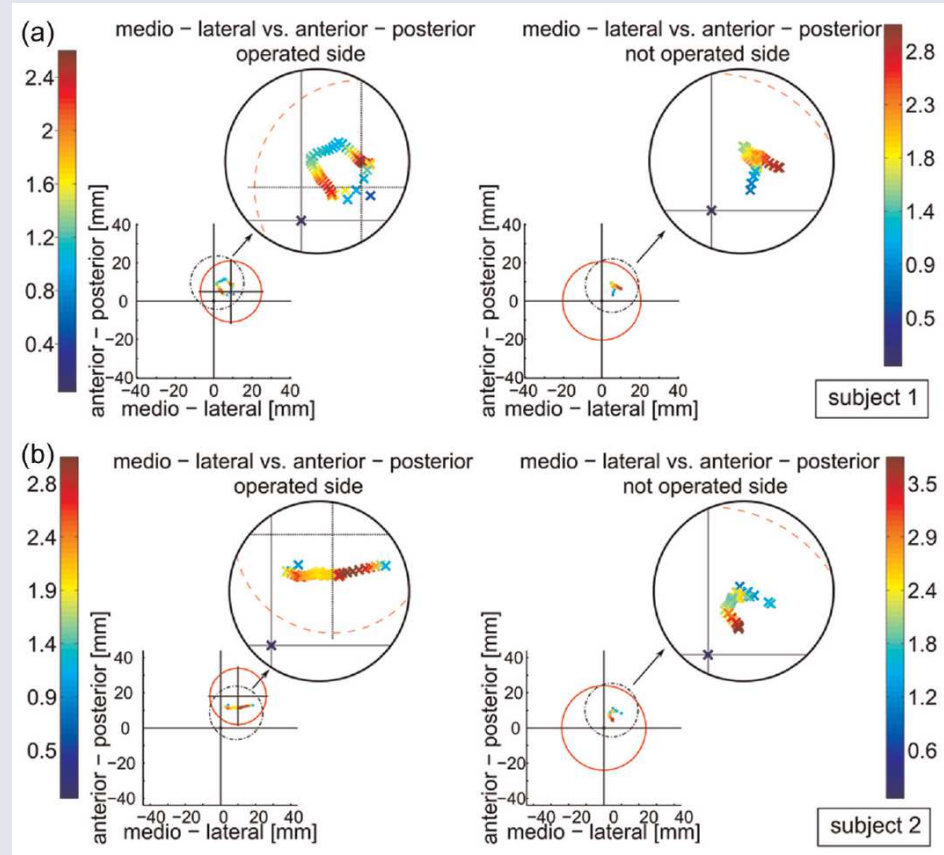 (a)
medio – lateral vs. anterior – posterior
operated side
medio – lateral vs. anterior – posterior
not operated side
2.4
2
1.6
1.2
0.8
0.4
anterior – posterior [mm]
40
20
0
−20
−40
−40 −20 0 20 40
medio – lateral [mm]
anterior – posterior [mm]
40
20
0
−20
−40
−40 −20 0 20 40
medio – lateral [mm]
2.8
2.3
1.8
1.4
0.9
0.5
subject 1
(b)
medio – lateral vs. anterior – posterior
operated side
medio – lateral vs. anterior – posterior
not operated side
2.8
2.4
1.9
1.4
0.9
0.5
anterior – posterior [mm]
40
20
0
−20
−40
−40 −20 0 20 40
medio – lateral [mm]
anterior – posterior [mm]
40
20
0
−20
−40
−40 −20 0 20 40
medio – lateral [mm]
3.5
3
2.4
1.8
1.2
0.6
subject 2